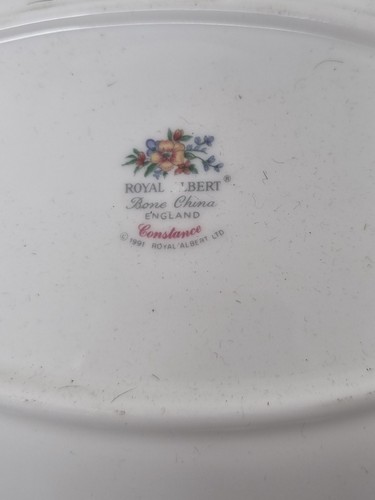 ROYAL ALBERT®
Bone China
ENGLAND
Constance
© 1991 ROYAL ALBERT LTD